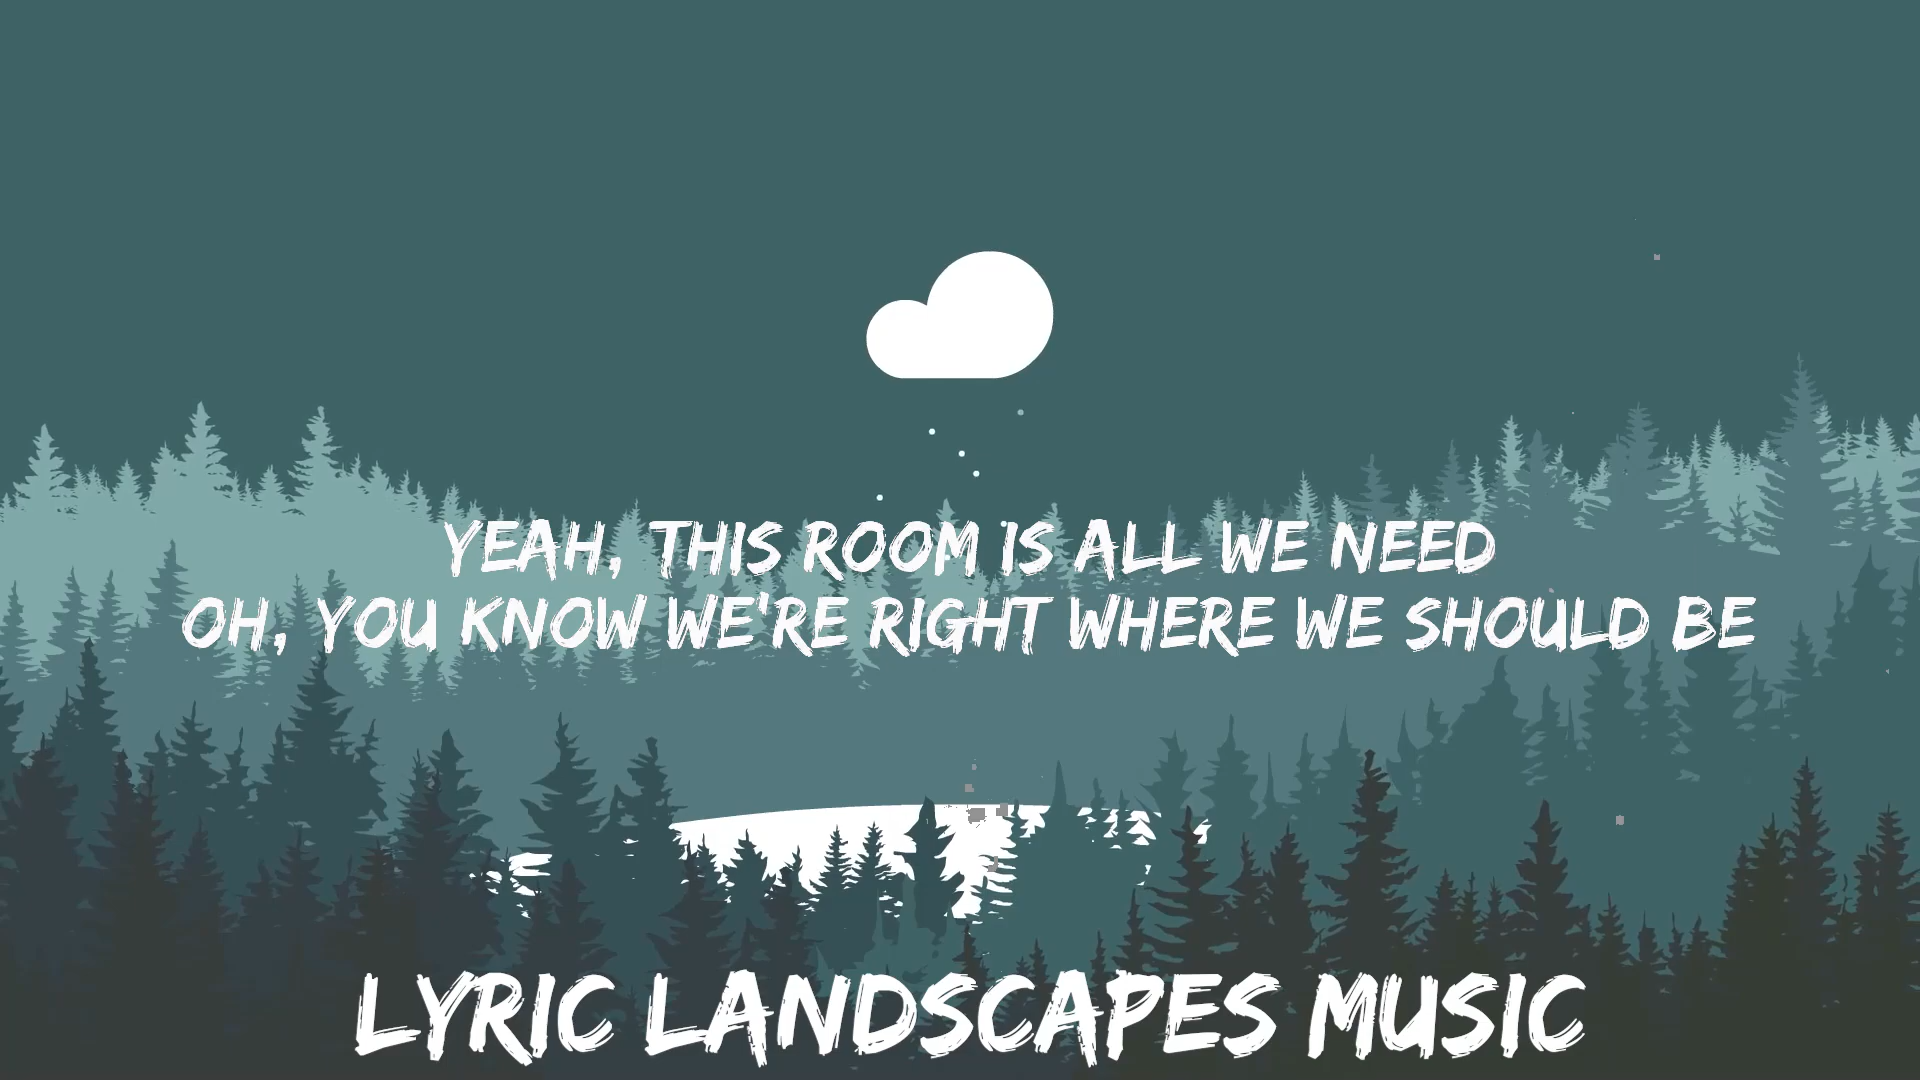 YEAH, THIS ROOM IS ALL WE NEED
OH, YOU KNOW WE'RE RIGHT WHERE WE SHOULD BE
LYRIC LANDSCAPES MUSIC